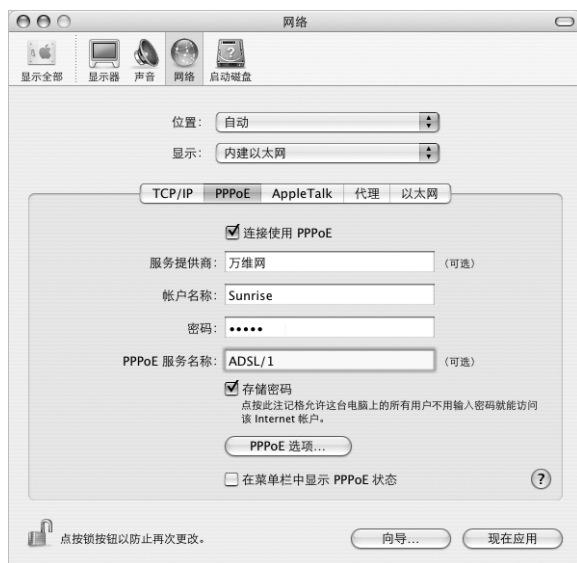 网络
显示全部 显示器 声音 网络 启动磁盘
位置: 自动
显示: 内建以太网
TCP/IP PPPoE AppleTalk 代理 以太网
连接使用 PPPoE
服务提供商: 万维网 (可选)
帐户名称: Sunrise
密码: •••••
PPPoE 服务名称: ADSL/1 (可选)
存储密码
点按此注记格允许这台电脑上的所有用户不用输入密码就能访问
该 Internet 帐户。
PPPoE 选项...
在菜单栏中显示 PPPoE 状态 ?
点按锁按钮以防止再次更改。 向导... 现在应用